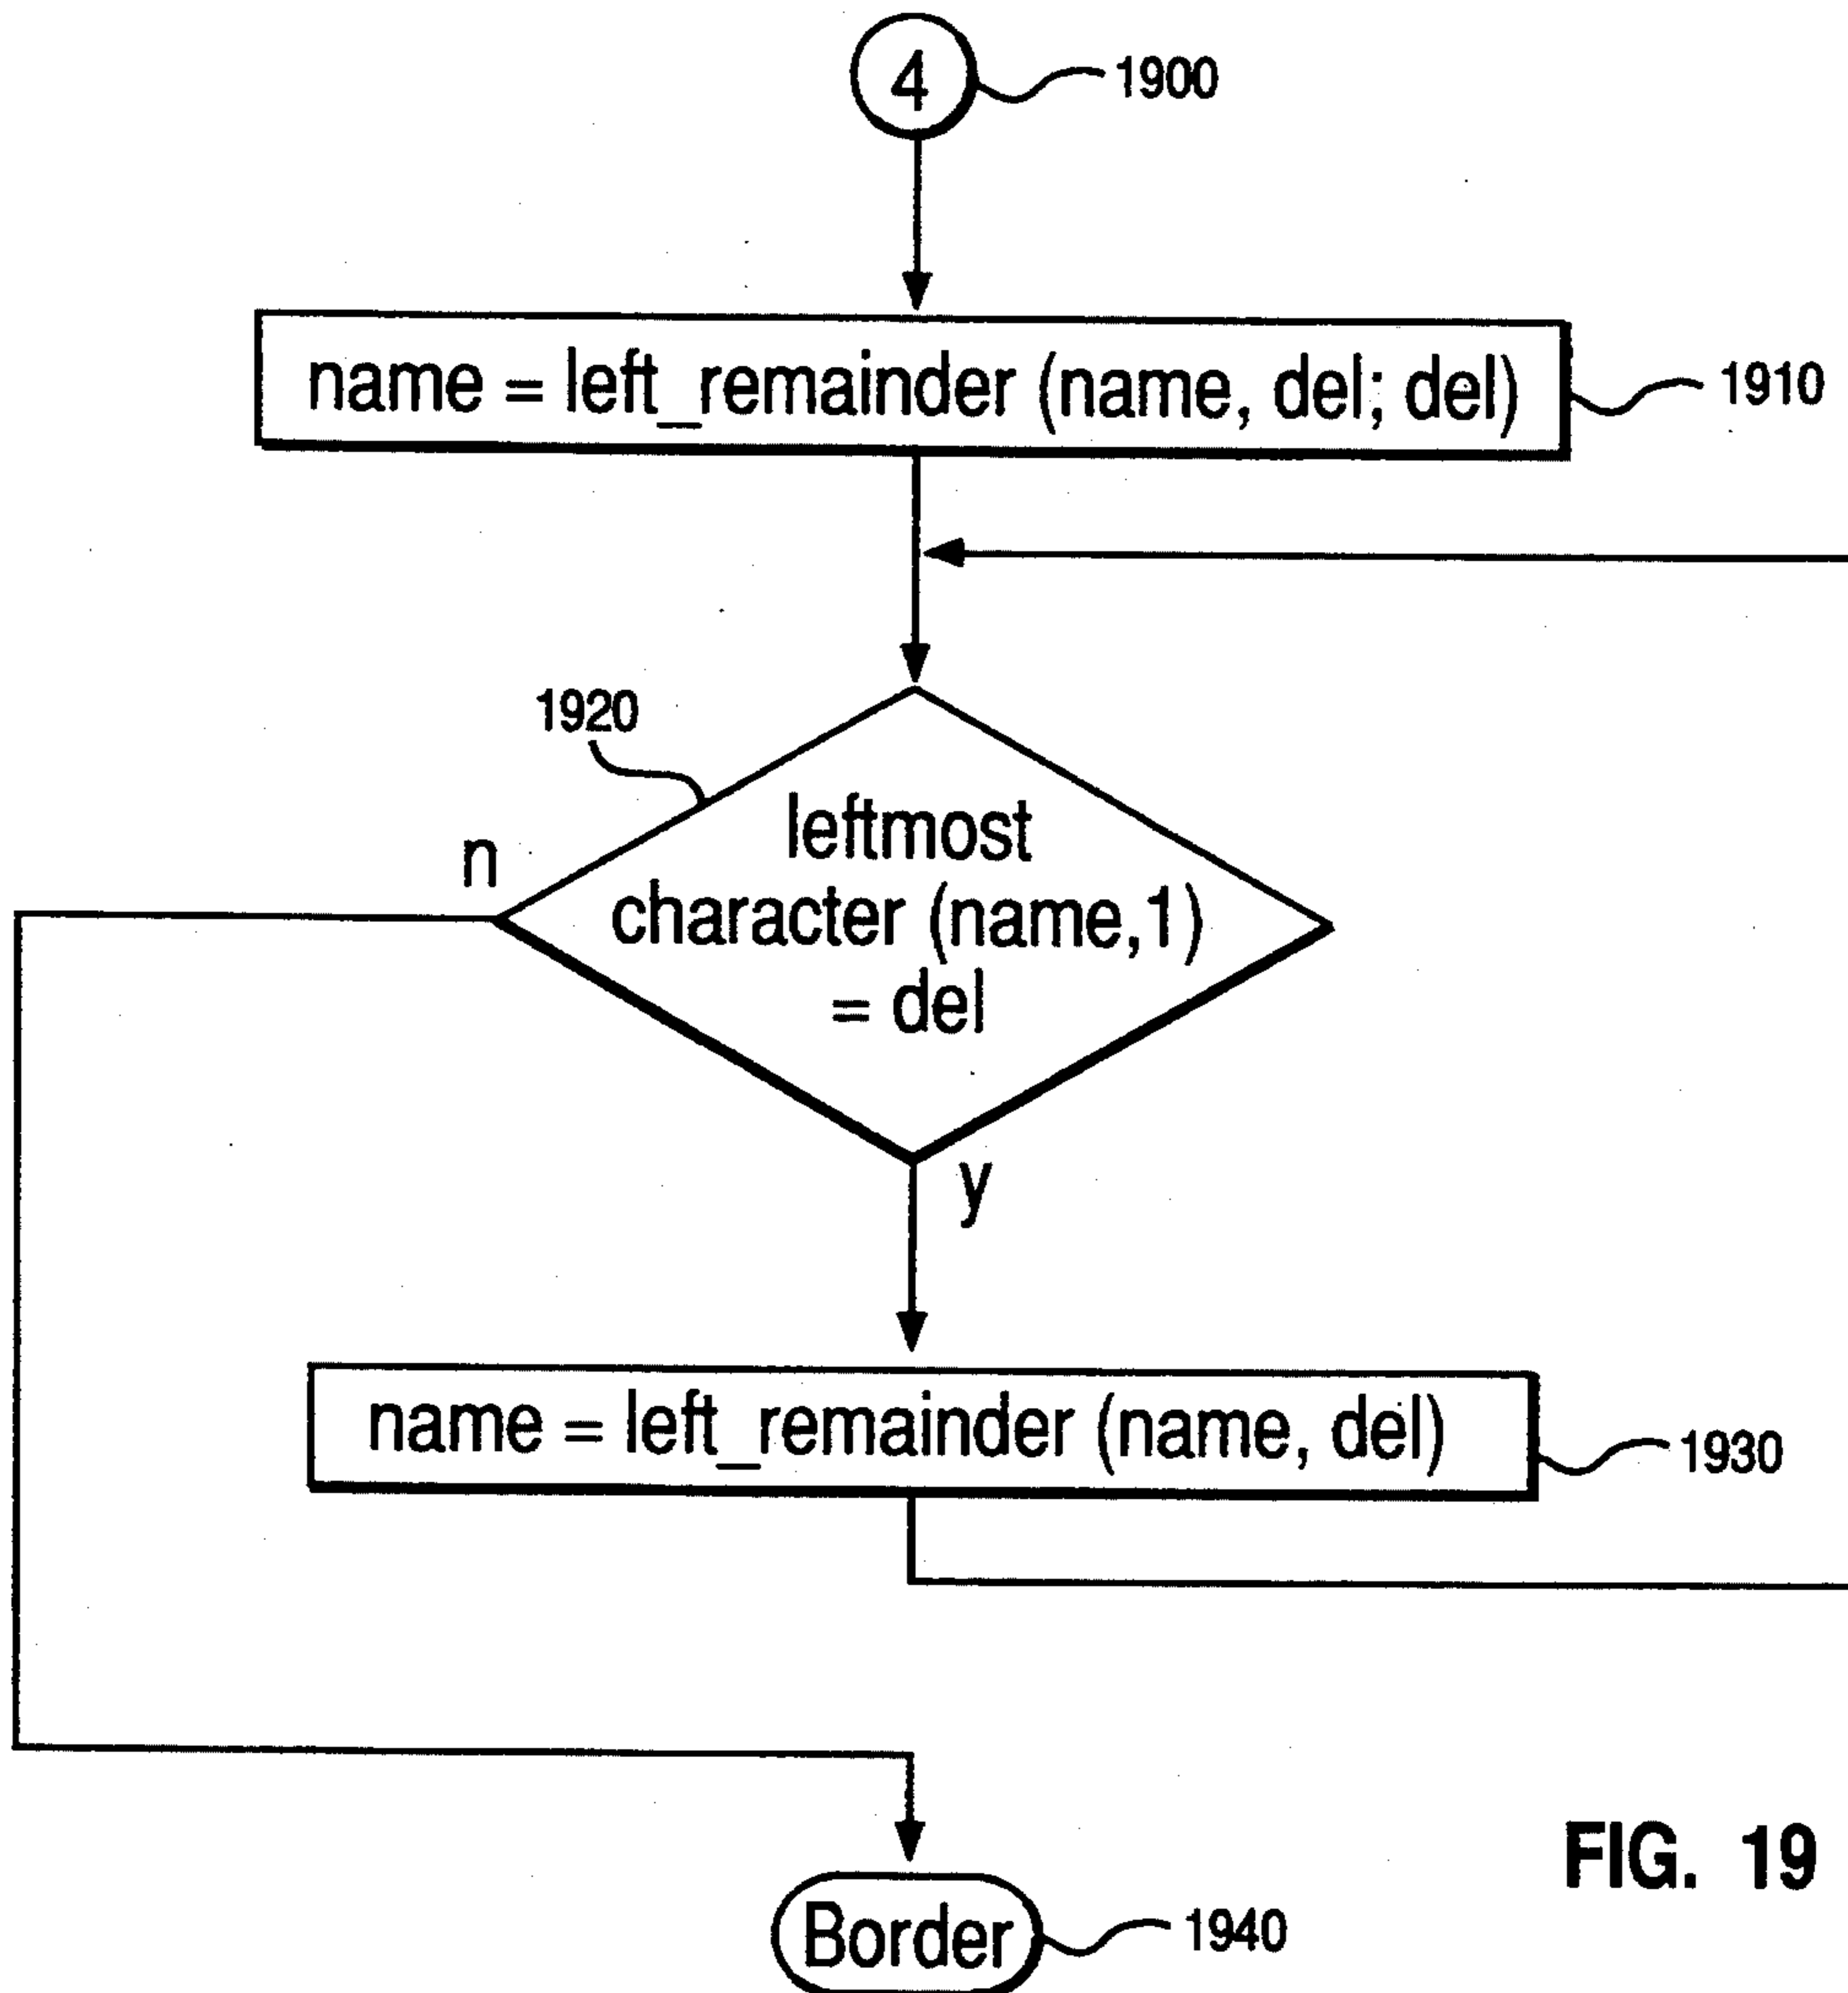 4
1900
name = left_remainder (name, del; del)
1910
1920
n
leftmost
character (name,1)
= del
y
name = left_remainder (name, del)
1930
FIG. 19
Border
1940